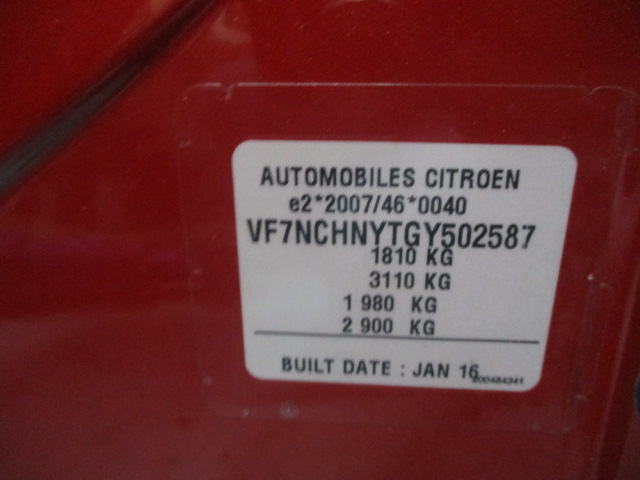 AUTOMOBILES CITROEN
e2*2007/46*0040
VF7NCHNYTGY502587
1810 KG
3110 KG
1 980 KG
2 900 KG
BUILT DATE : JAN 16